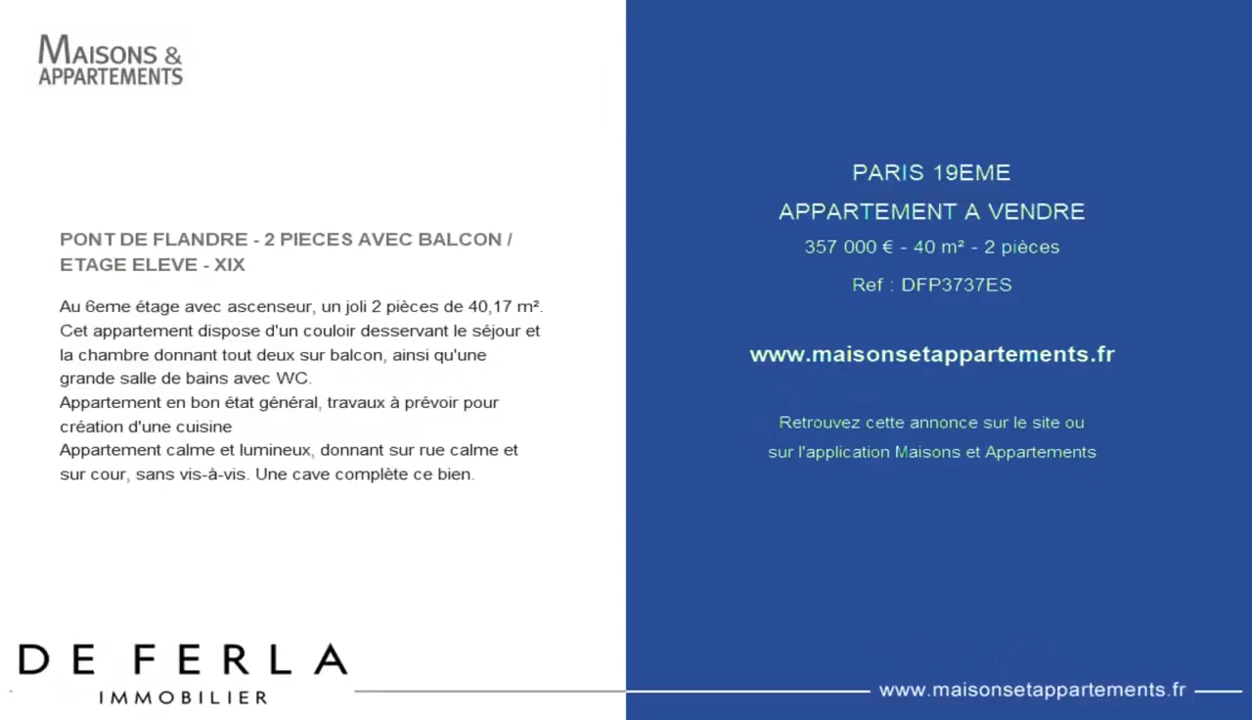 MAISONS &
APPARTEMENTS
PONT DE FLANDRE - 2 PIECES AVEC BALCON /
ETAGE ELEVE - XIX
Au 6eme étage avec ascenseur, un joli 2 pièces de 40,17 m².
Cet appartement dispose d'un couloir desservant le séjour et
la chambre donnant tout deux sur balcon, ainsi qu'une
grande salle de bains avec WC.
Appartement en bon état général, travaux à prévoir pour
création d'une cuisine
Appartement calme et lumineux, donnant sur rue calme et
sur cour, sans vis-à-vis. Une cave complète ce bien.
DE FERLA
IMMOBILIER
PARIS 19EME
APPARTEMENT A VENDRE
357 000 € - 40 m² - 2 pièces
Ref : DFP3737ES
www.maisonsetappartements.fr
Retrouvez cette annonce sur le site ou
sur l'application Maisons et Appartements
www.maisonsetappartements.fr